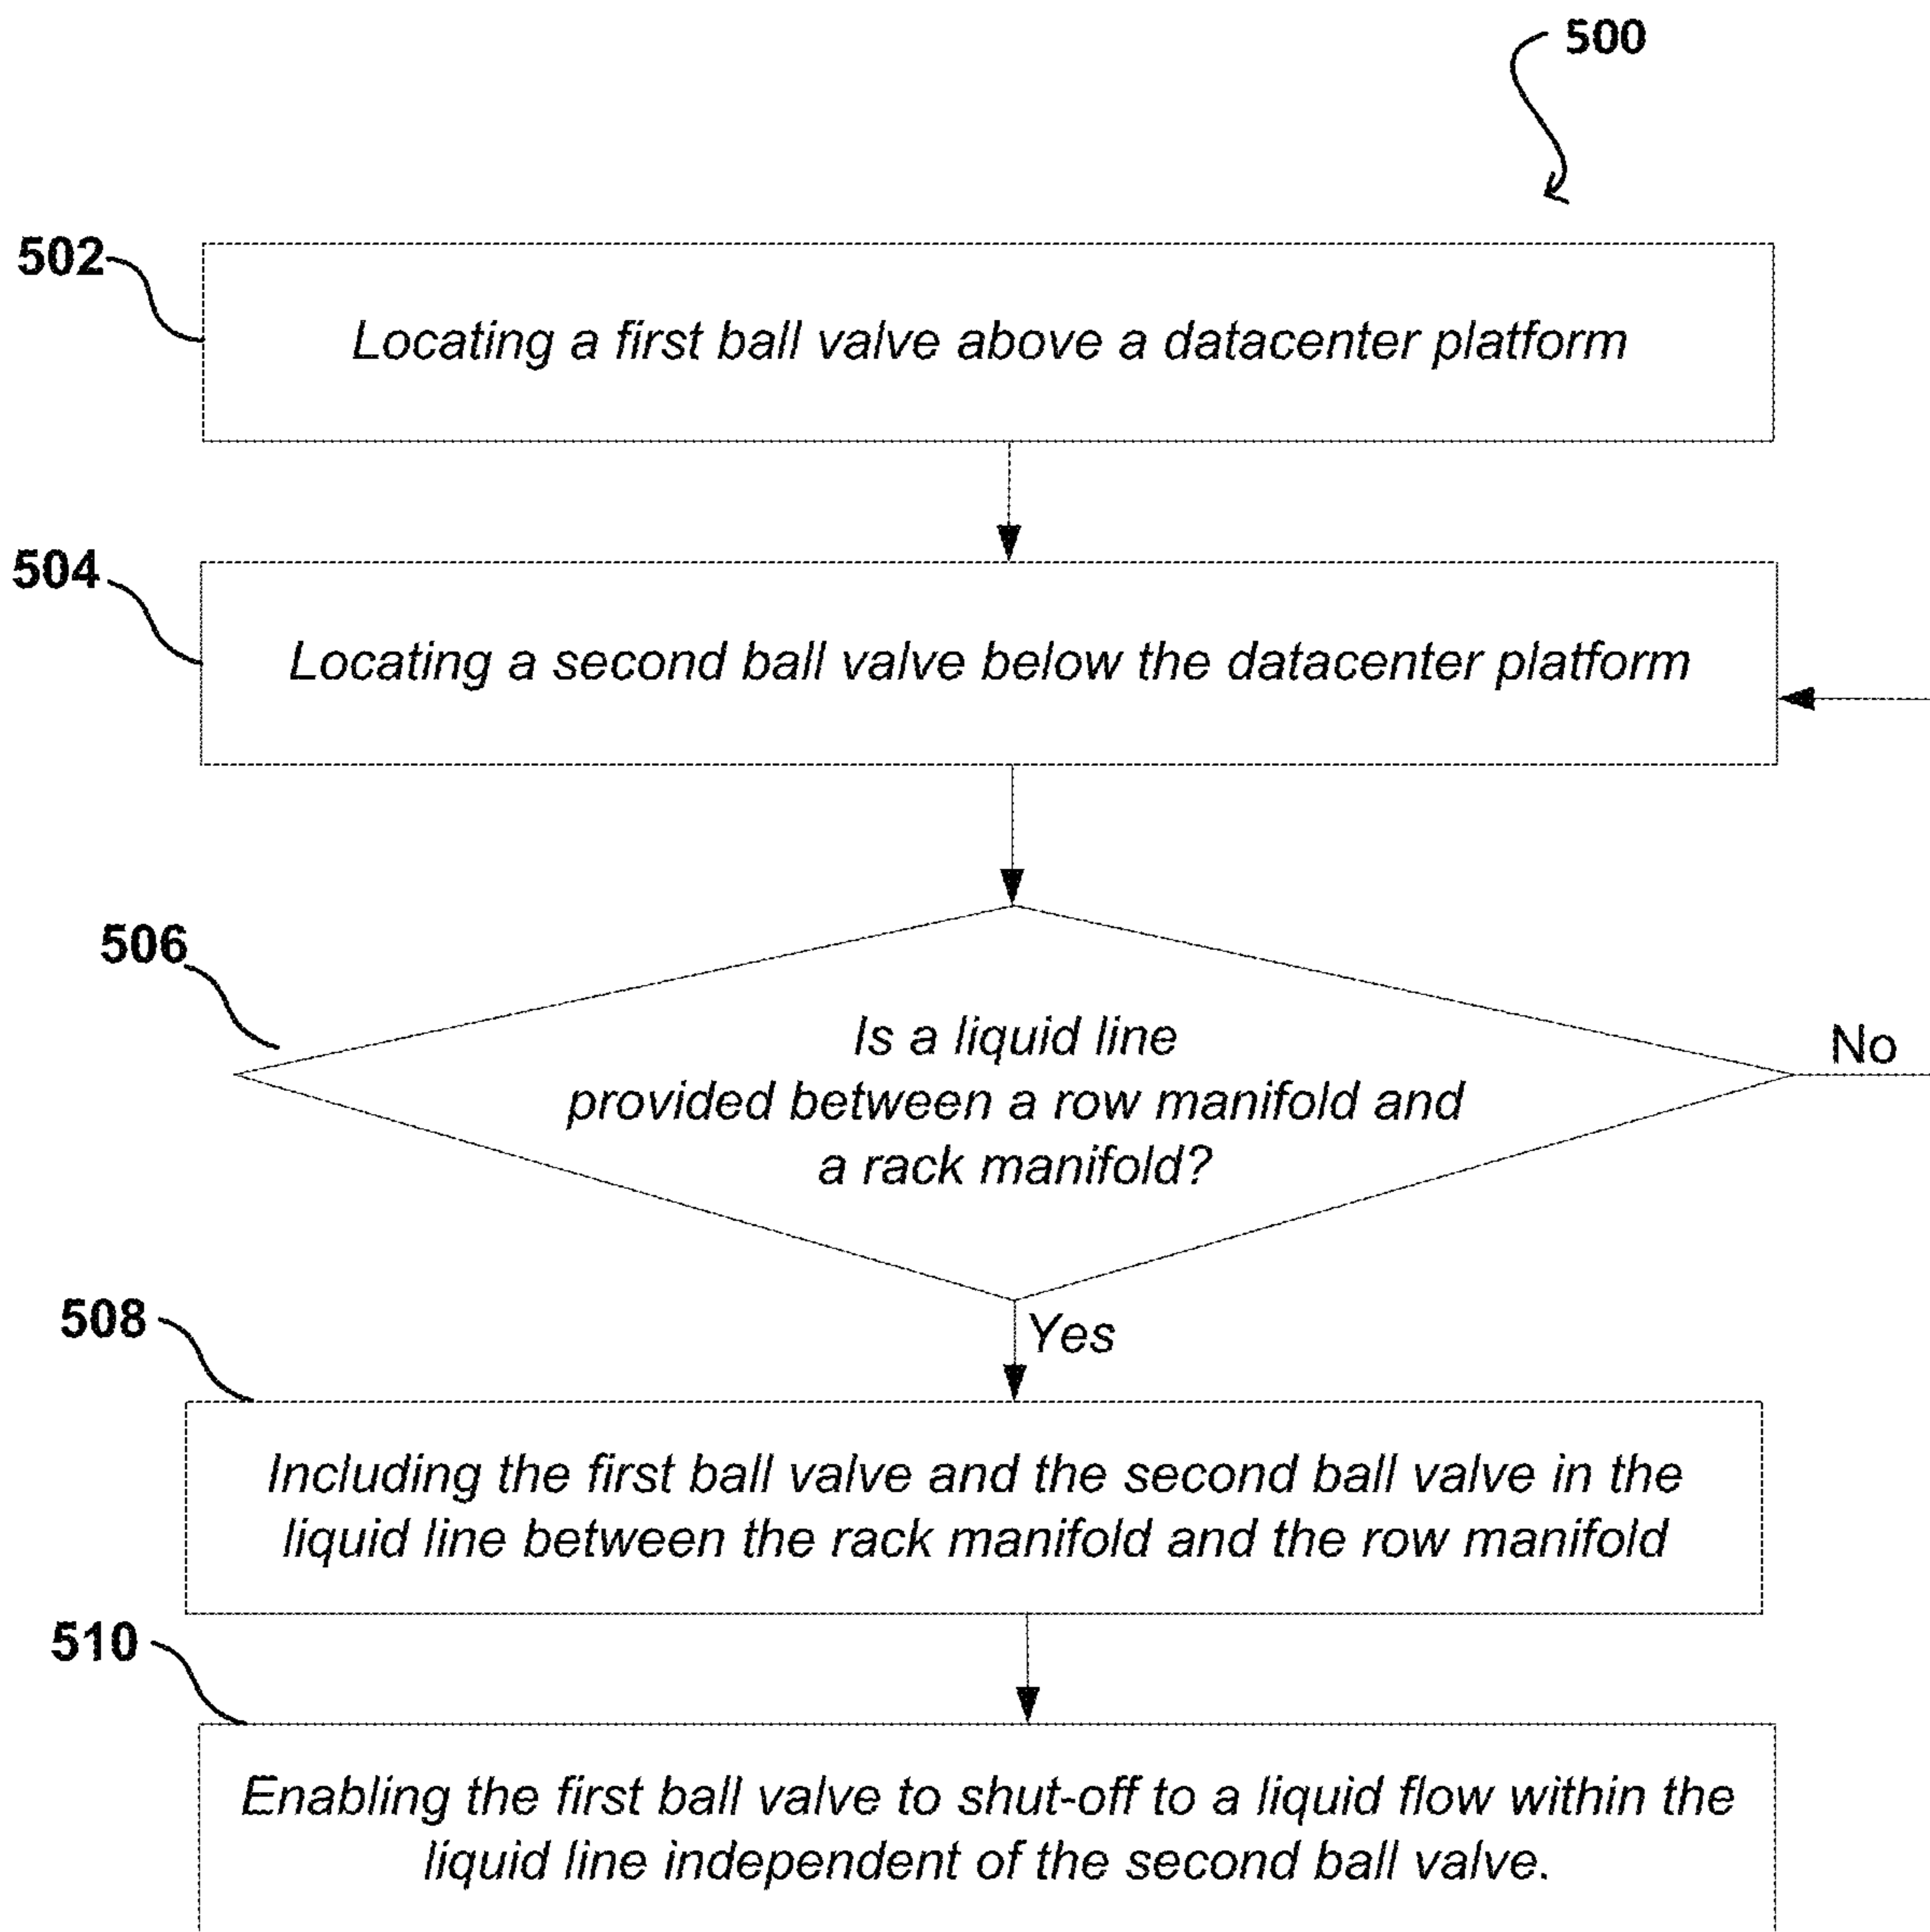 500
502
Locating a first ball valve above a datacenter platform
504
Locating a second ball valve below the datacenter platform
506
Is a liquid line
provided between a row manifold and
a rack manifold?
No
Yes
508
Including the first ball valve and the second ball valve in the
liquid line between the rack manifold and the row manifold
510
Enabling the first ball valve to shut-off to a liquid flow within the
liquid line independent of the second ball valve.